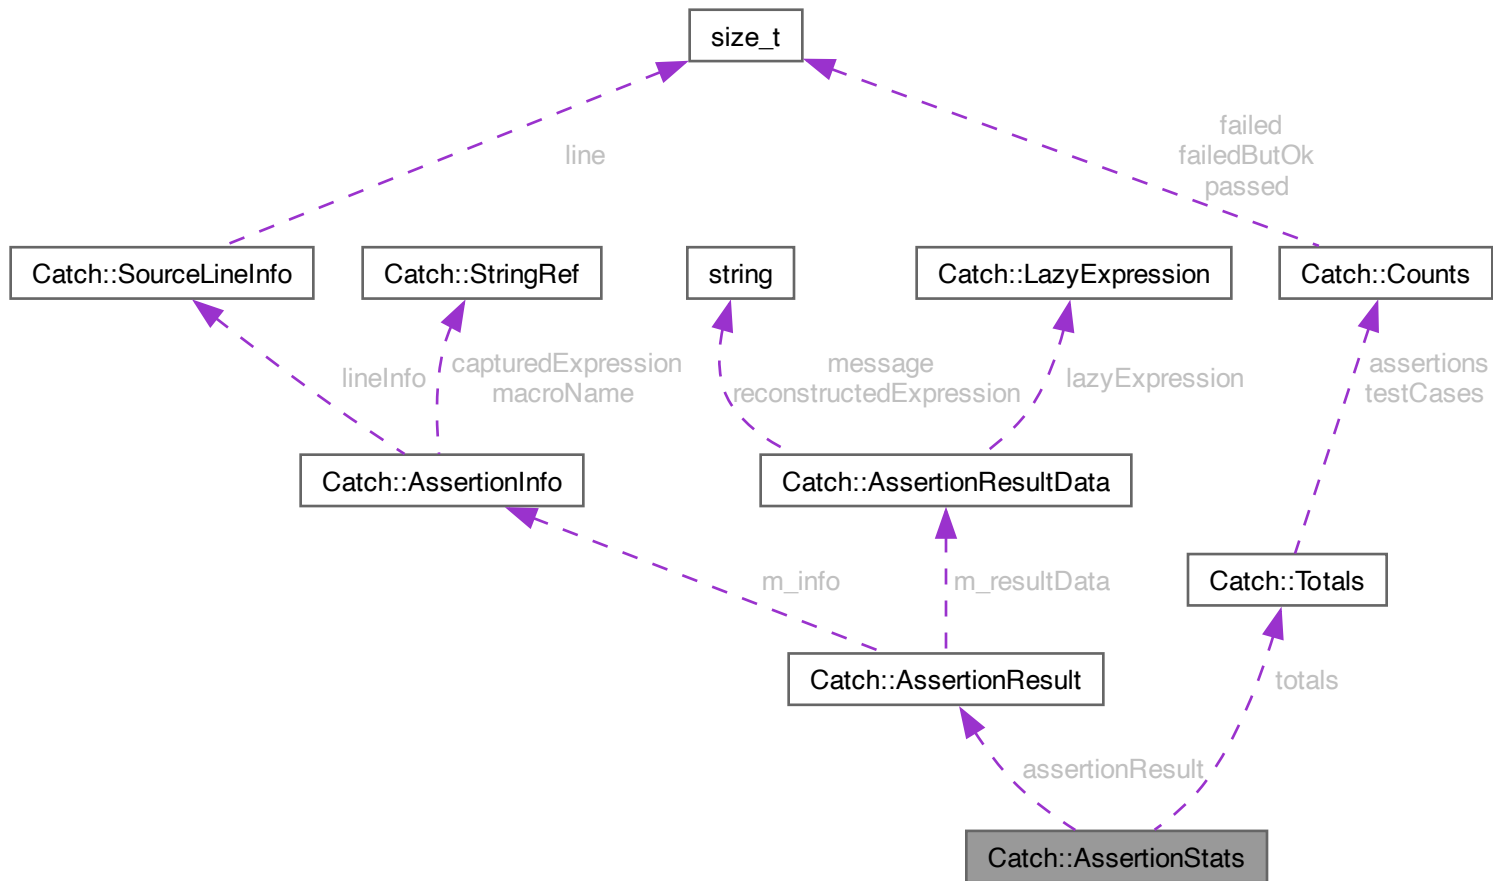 size_t
failed
failedButOk
passed
line
Catch::SourceLineInfo
Catch::StringRef
string
Catch::LazyExpression
Catch::Counts
lineInfo
capturedExpression
macroName
message
reconstructedExpression
lazyExpression
assertions
testCases
Catch::AssertionInfo
Catch::AssertionResultData
m_info
m_resultData
Catch::Totals
Catch::AssertionResult
totals
assertionResult
Catch::AssertionStats